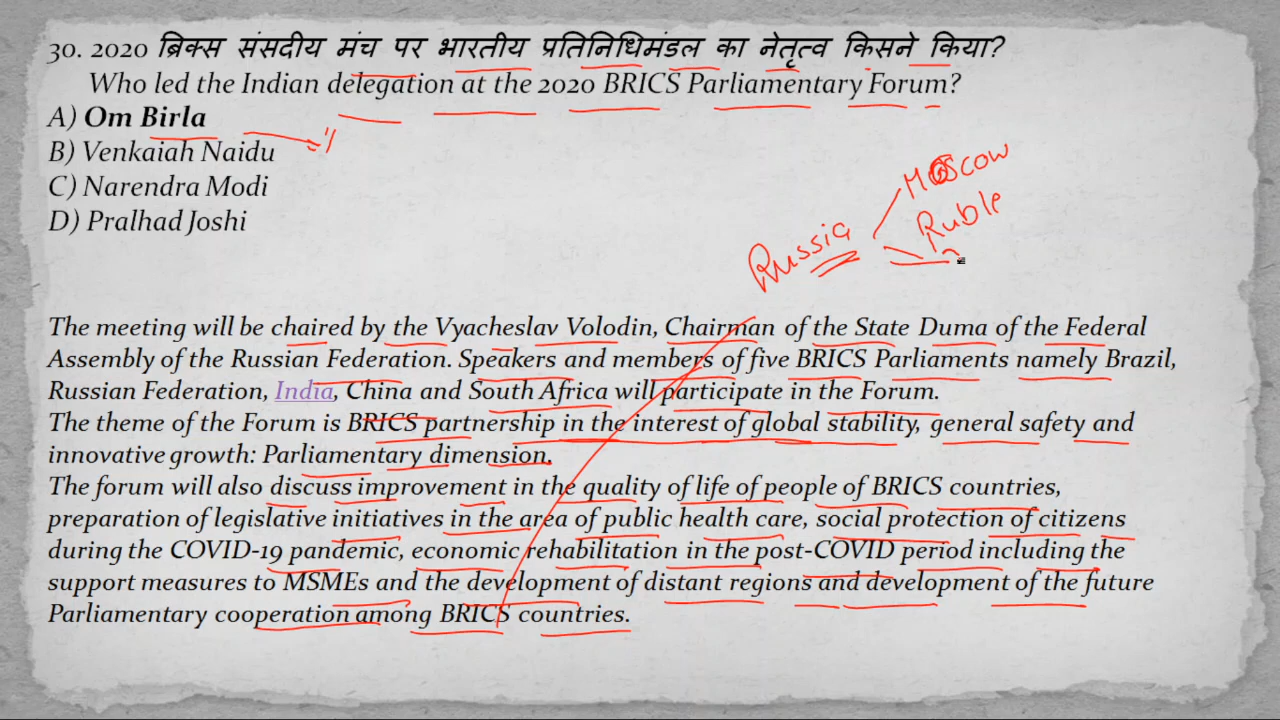 30. 2020 ब्रिक्स संसदीय मंच पर भारतीय प्रतिनिधिमंडल का नेतृत्व किसने किया?
Who led the Indian delegation at the 2020 BRICS Parliamentary Forum?
A) Om Birla
B) Venkaiah Naidu
C) Narendra Modi
D) Pralhad Joshi
Moscow
Ruble
Russia
The meeting will be chaired by the Vyacheslav Volodin, Chairman of the State Duma of the Federal
Assembly of the Russian Federation. Speakers and members of five BRICS Parliaments namely Brazil,
Russian Federation, India, China and South Africa will participate in the Forum.
The theme of the Forum is BRICS partnership in the interest of global stability, general safety and
innovative growth: Parliamentary dimension.
The forum will also discuss improvement in the quality of life of people of BRICS countries,
preparation of legislative initiatives in the area of public health care, social protection of citizens
during the COVID-19 pandemic, economic rehabilitation in the post-COVID period including the
support measures to MSMEs and the development of distant regions and development of the future
Parliamentary cooperation among BRICS countries.